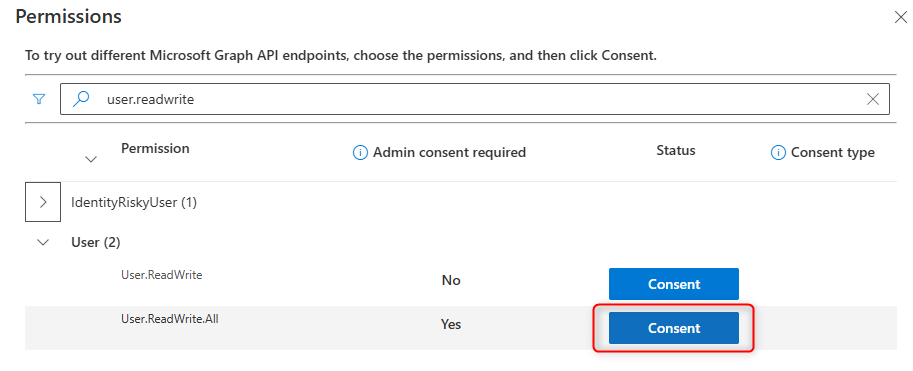 Permissions
To try out different Microsoft Graph API endpoints, choose the permissions, and then click Consent.
user.readwrite
Permission Admin consent required Status Consent type
IdentityRiskyUser (1)
User (2)
User.ReadWrite No Consent
User.ReadWrite.All Yes Consent